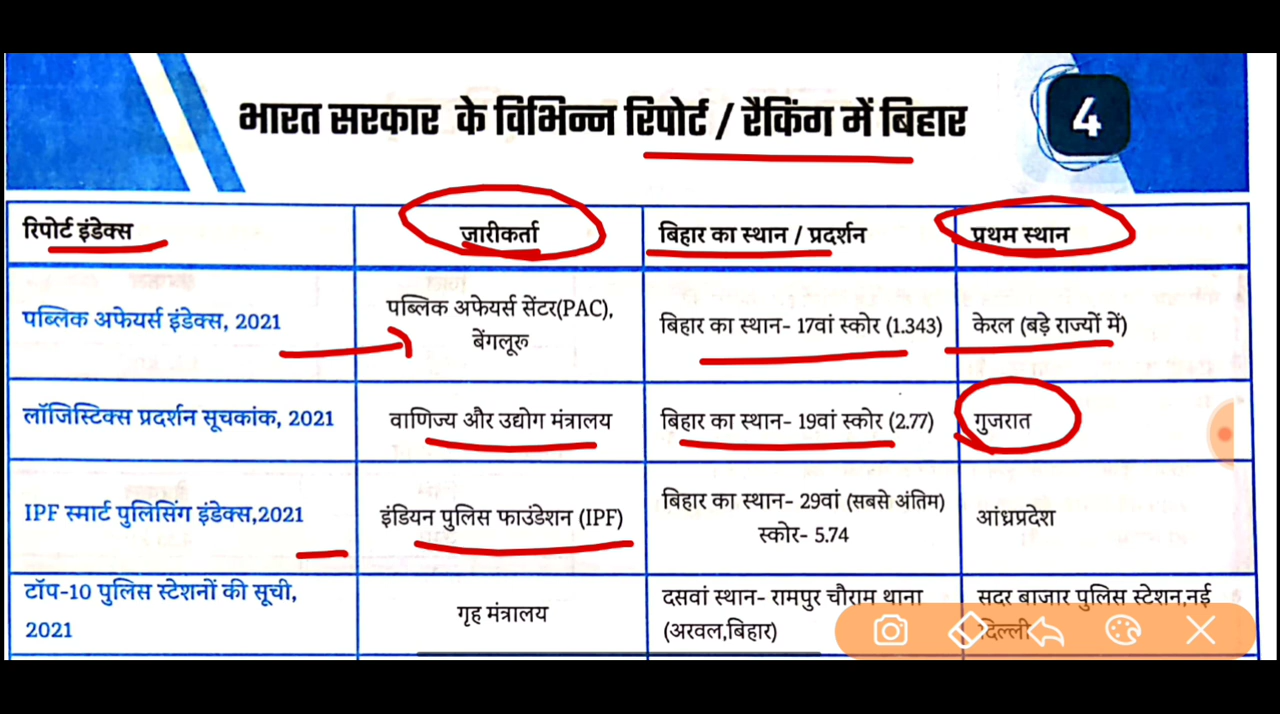 भारत सरकार के विभिन्न रिपोर्ट / रैकिंग में बिहार
4
रिपोर्ट इंडेक्स
जारीकर्ता
बिहार का स्थान / प्रदर्शन
प्रथम स्थान
पब्लिक अफेयर्स इंडेक्स, 2021
पब्लिक अफेयर्स सेंटर(PAC),
बेंगलूरू
बिहार का स्थान- 17वां स्कोर (1.343)
केरल (बड़े राज्यों में)
लॉजिस्टिक्स प्रदर्शन सूचकांक, 2021
वाणिज्य और उद्योग मंत्रालय
बिहार का स्थान- 19वां स्कोर (2.77)
गुजरात
IPF स्मार्ट पुलिसिंग इंडेक्स,2021
इंडियन पुलिस फाउंडेशन (IPF)
बिहार का स्थान- 29वां (सबसे अंतिम)
स्कोर- 5.74
आंध्रप्रदेश
टॉप-10 पुलिस स्टेशनों की सूची,
2021
गृह मंत्रालय
दसवां स्थान- रामपुर चौराम थाना
(अरवल,बिहार)
सदर बाजार पुलिस स्टेशन,नई
दिल्ली